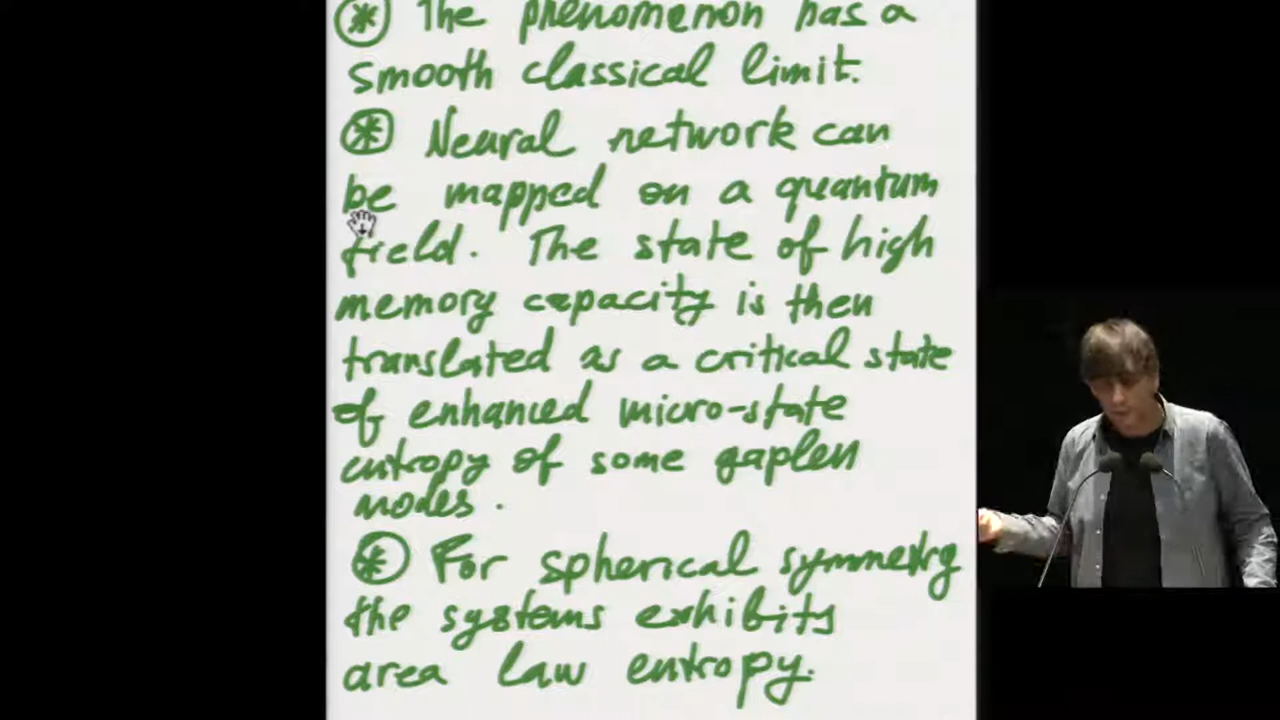 ⊛ The phenomenon has a
smooth classical limit.
⊛ Neural network can
be mapped on a quantum
field. The state of high
memory capacity is then
translated as a critical state
of enhanced micro-state
entropy of some gaplen
modes.
⊛ For spherical symmetry
the systems exhibits
area law entropy.